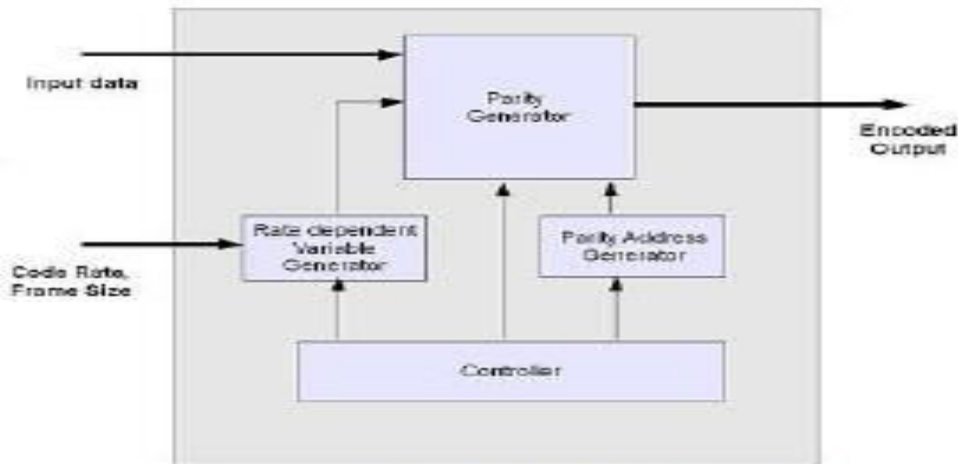 Input data
Parity
Generator
Encoded
Output
Rate dependent
Variable
Generator
Parity Address
Generator
Code Rate,
Frame Size
Controller